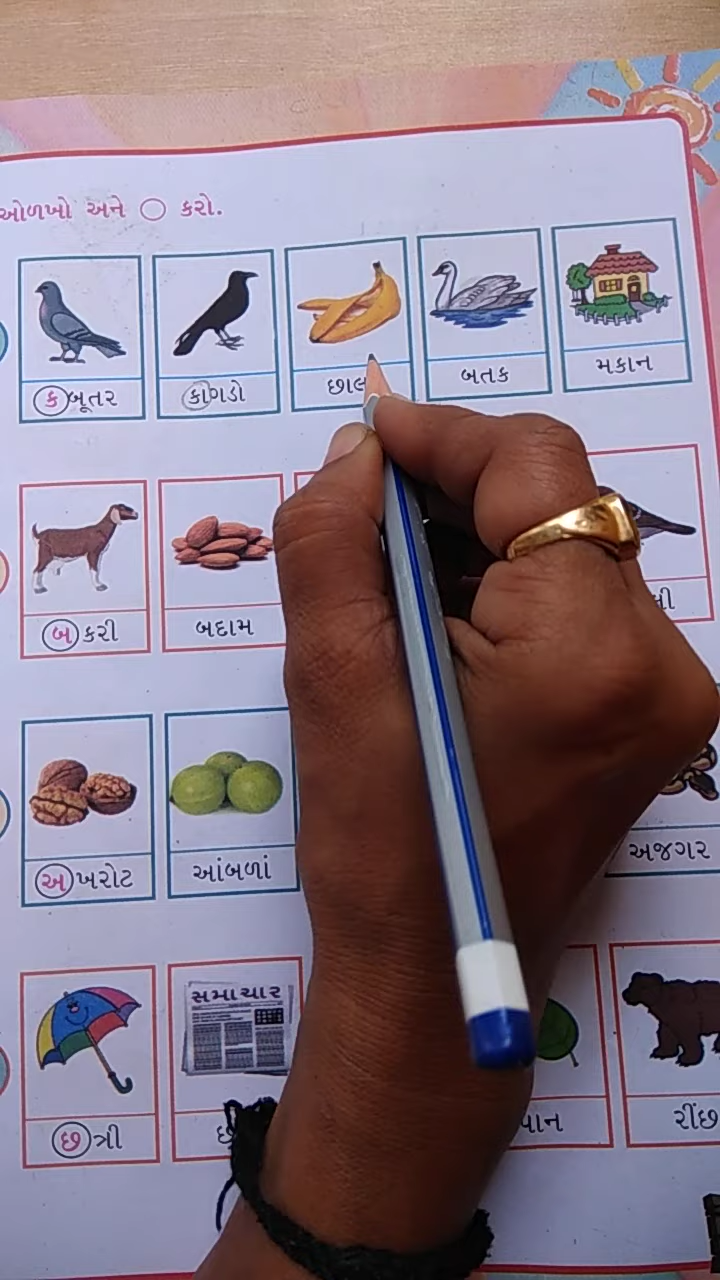 ઓળખો અને ○ કરો.
કબૂતર કાગડો બતક મકાન
બકરી બદામ
અખરોટ આંબળાં અજગર
સમાચાર
છત્રી પાન રીંછ